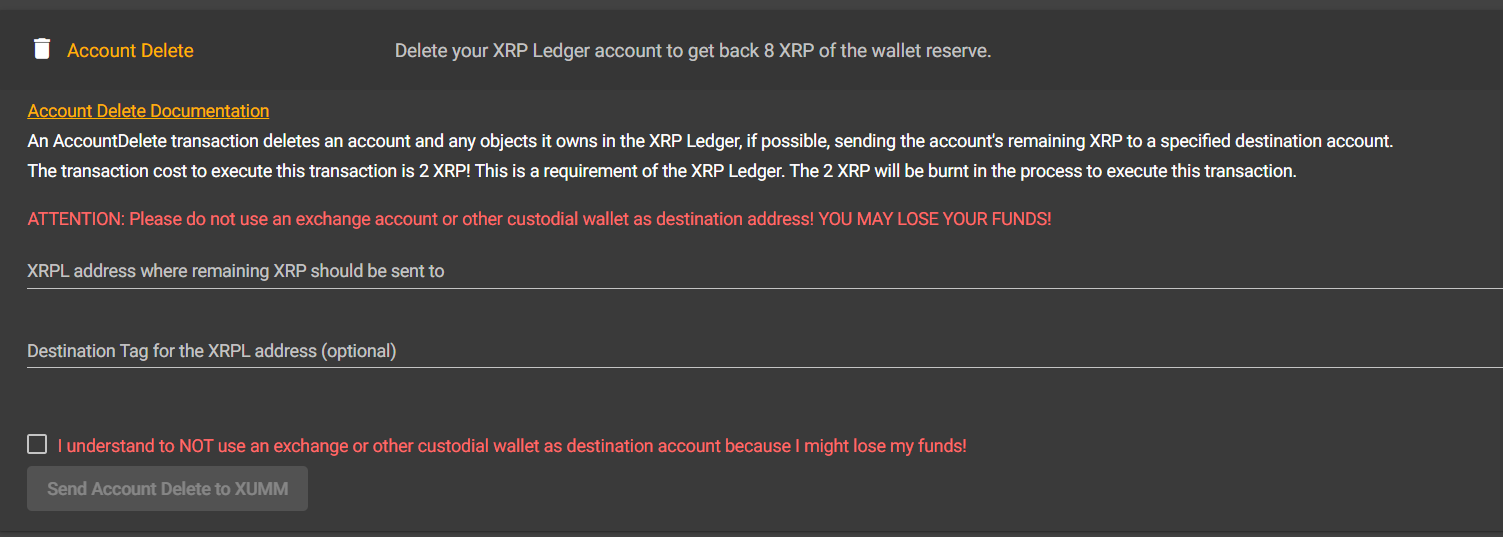 Account Delete
Delete your XRP Ledger account to get back 8 XRP of the wallet reserve.
Account Delete Documentation
An AccountDelete transaction deletes an account and any objects it owns in the XRP Ledger, if possible, sending the account's remaining XRP to a specified destination account.
The transaction cost to execute this transaction is 2 XRP! This is a requirement of the XRP Ledger. The 2 XRP will be burnt in the process to execute this transaction.
ATTENTION: Please do not use an exchange account or other custodial wallet as destination address! YOU MAY LOSE YOUR FUNDS!
XRPL address where remaining XRP should be sent to
Destination Tag for the XRPL address (optional)
I understand to NOT use an exchange or other custodial wallet as destination account because I might lose my funds!
Send Account Delete to XUMM